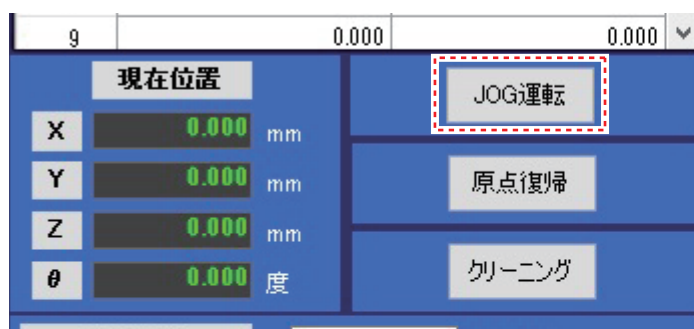 9 0.000 0.000
現在位置
X 0.000 mm
Y 0.000 mm
Z 0.000 mm
θ 0.000 度
JOG運転
原点復帰
クリーニング